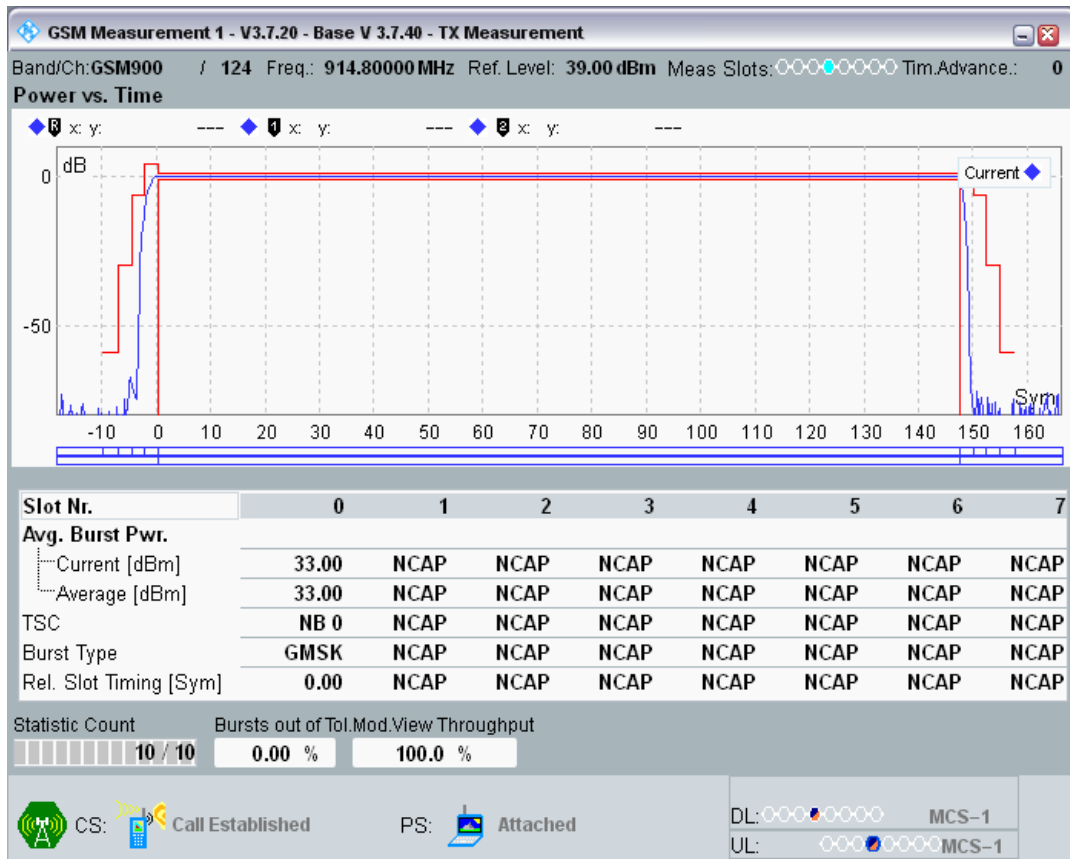 GSM Measurement 1 - V3.7.20 - Base V 3.7.40 - TX Measurement
Band/Ch: GSM900 / 124 Freq.: 914.80000 MHz Ref. Level: 39.00 dBm Meas Slots: Tim.Advance.: 0
Power vs. Time
R x: y: --- 1 x: y: --- 2 x: y: ---
dB
Current
0
-50
Sym
-10 0 10 20 30 40 50 60 70 80 90 100 110 120 130 140 150 160
Slot Nr. 0 1 2 3 4 5 6 7
Avg. Burst Pwr.
Current [dBm] 33.00 NCAP NCAP NCAP NCAP NCAP NCAP NCAP
Average [dBm] 33.00 NCAP NCAP NCAP NCAP NCAP NCAP NCAP
TSC NB 0 NCAP NCAP NCAP NCAP NCAP NCAP NCAP
Burst Type GMSK NCAP NCAP NCAP NCAP NCAP NCAP NCAP
Rel. Slot Timing [Sym] 0.00 NCAP NCAP NCAP NCAP NCAP NCAP NCAP
Statistic Count Bursts out of Tol. Mod.View Throughput
10 / 10 0.00 % 100.0 %
CS: Call Established PS: Attached
DL: MCS-1
UL: MCS-1